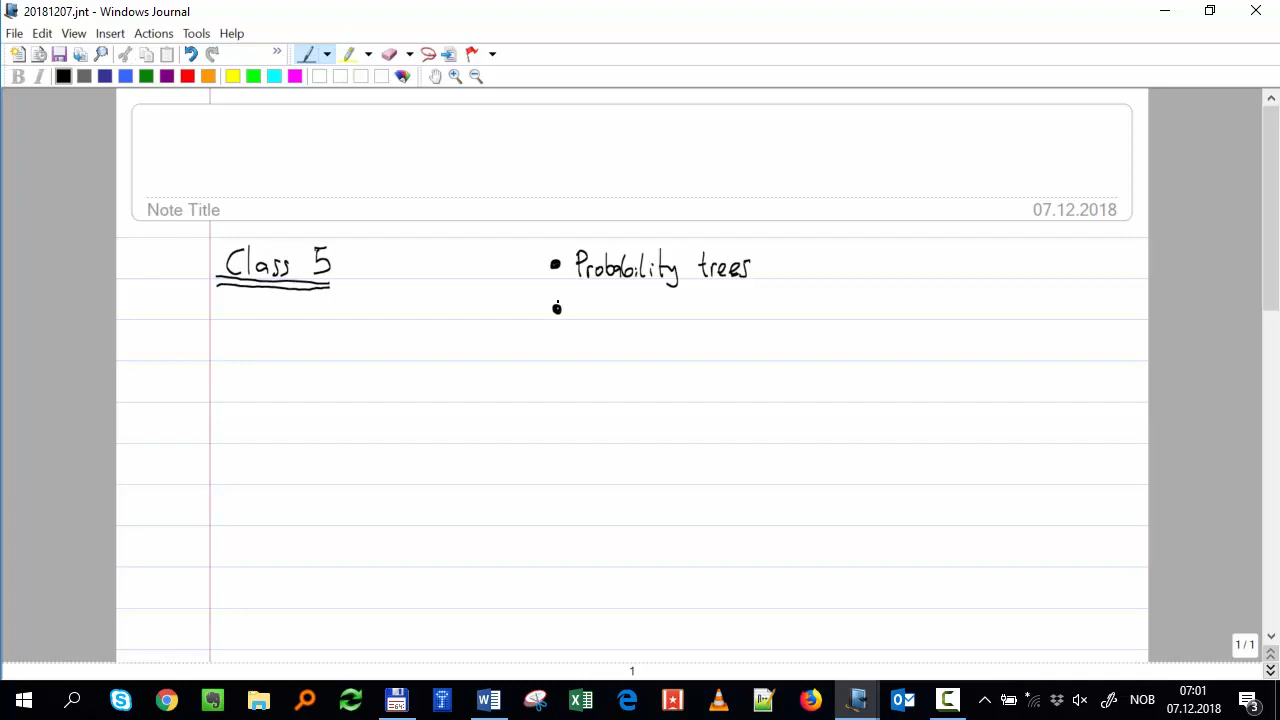 20181207.jnt - Windows Journal
File Edit View Insert Actions Tools Help
B I
Note Title 07.12.2018
Class 5 • Probability trees
•
1 / 1
1
NOB 07:01
07.12.2018 3